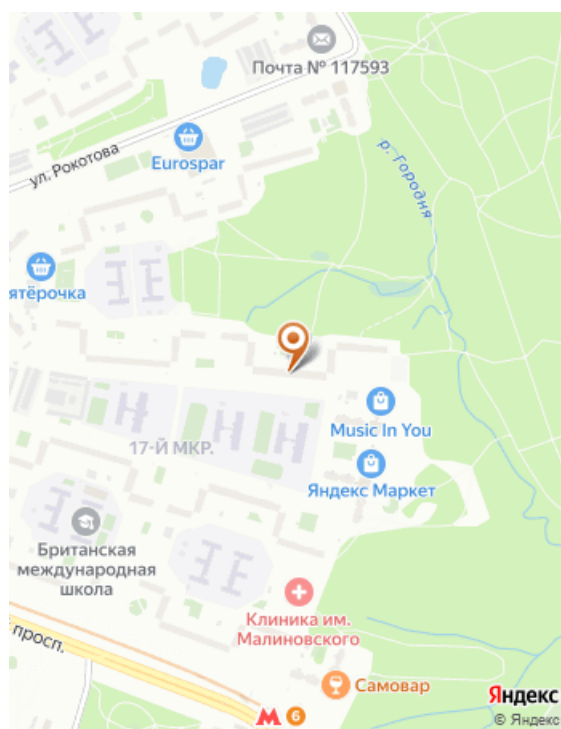 Почта № 117593
ул. Рокотова
Eurospar
р. Городня
ятёрочка
Music In You
17-Й МКР.
Яндекс Маркет
Британская
международная
школа
Клиника им.
Малиновского
просп.
Самовар
Яндекс
М 6
© Яндекс